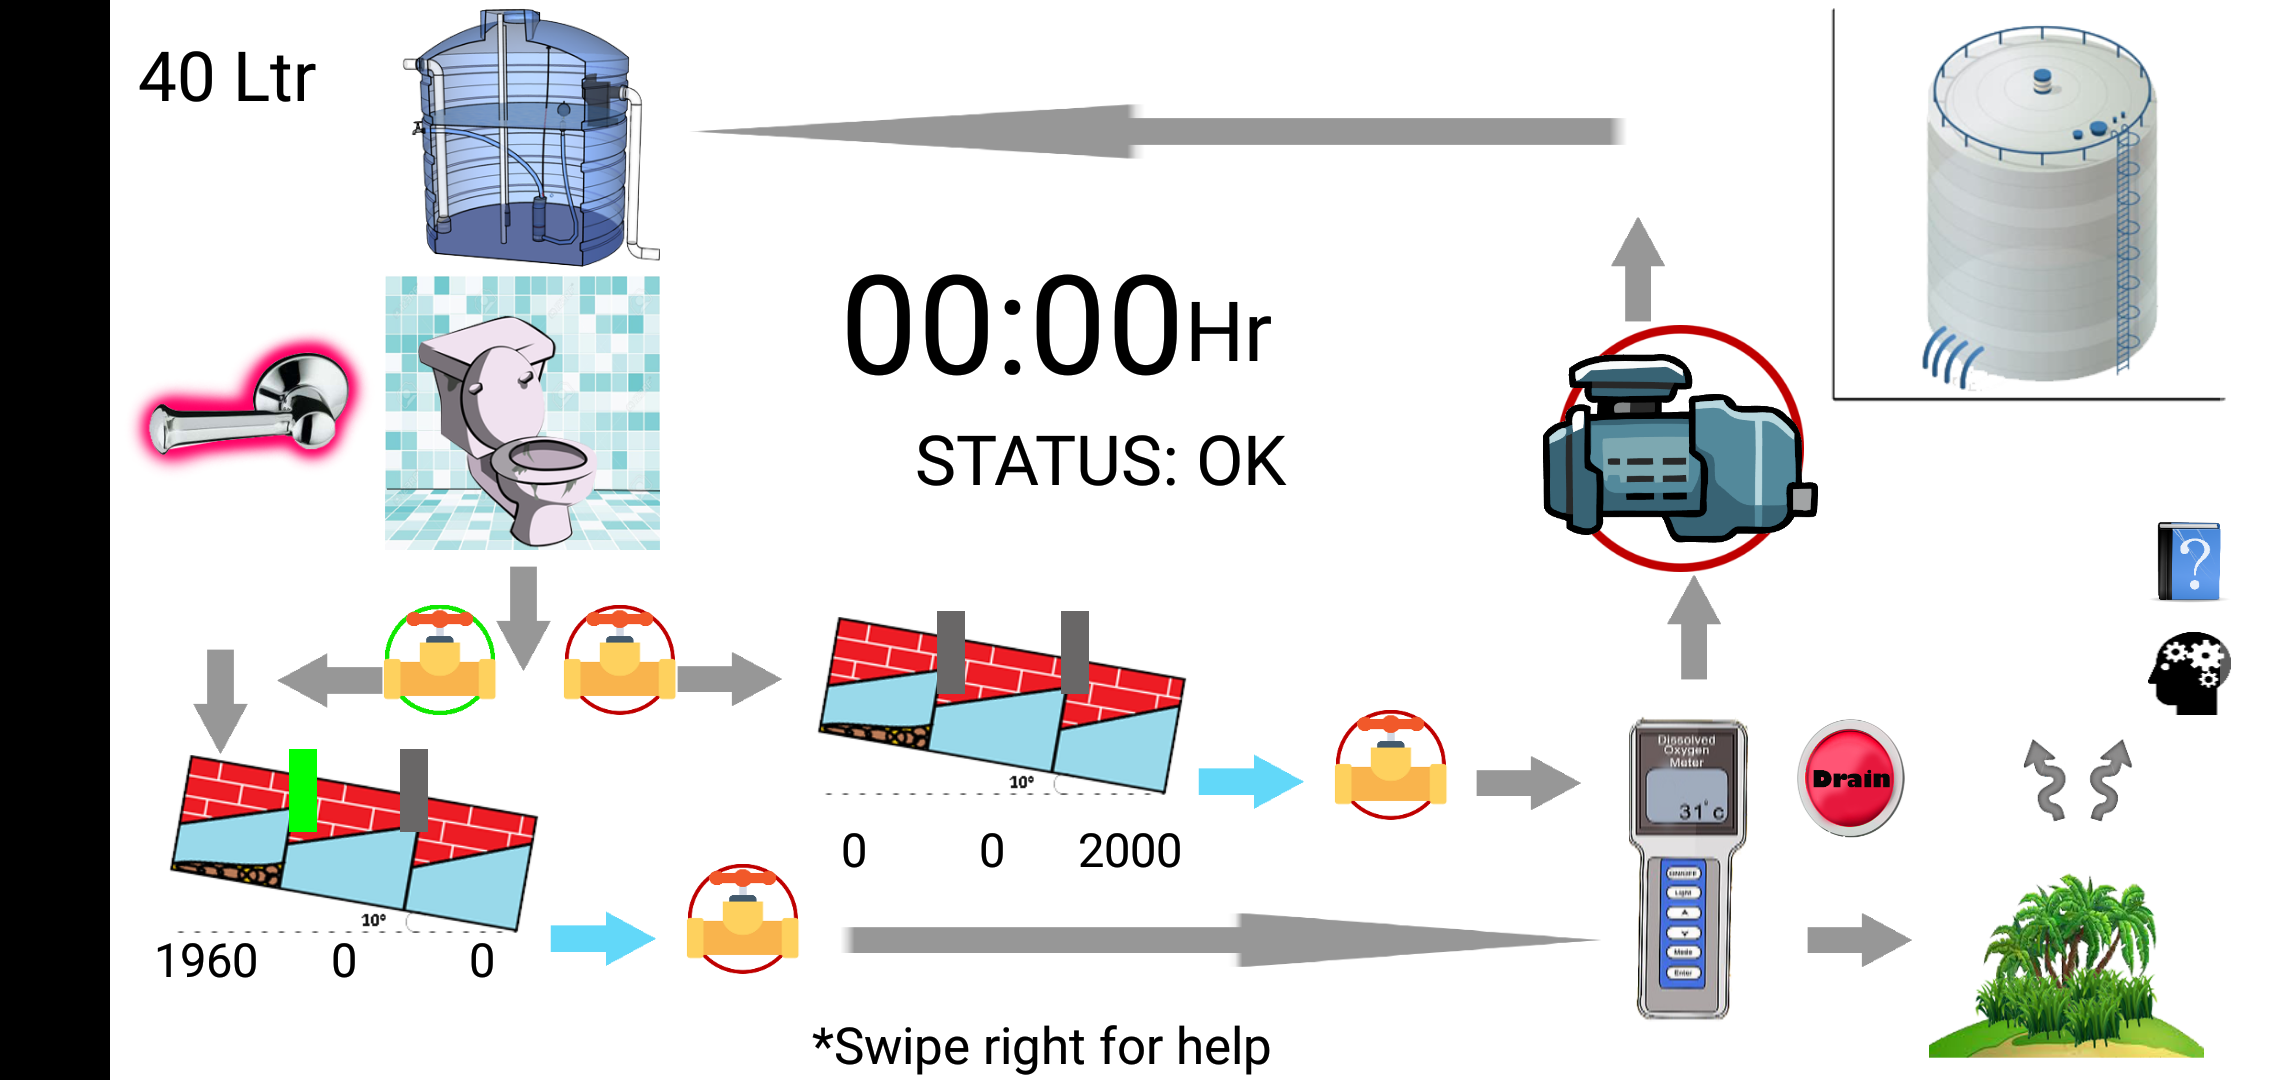 40 Ltr
00:00Hr
STATUS: OK
?
10°
0 0 2000
10°
1960 0 0
Dissolved
Oxygen
Meter
31°c
ON/OFF
Light
Mode
Enter
Drain
*Swipe right for help